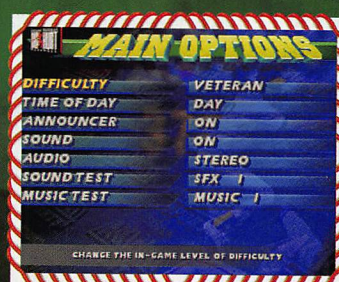 MAIN OPTIONS
DIFFICULTY VETERAN
TIME OF DAY DAY
ANNOUNCER ON
SOUND ON
AUDIO STEREO
SOUND TEST SFX 1
MUSIC TEST MUSIC 1
CHANGE THE IN-GAME LEVEL OF DIFFICULTY